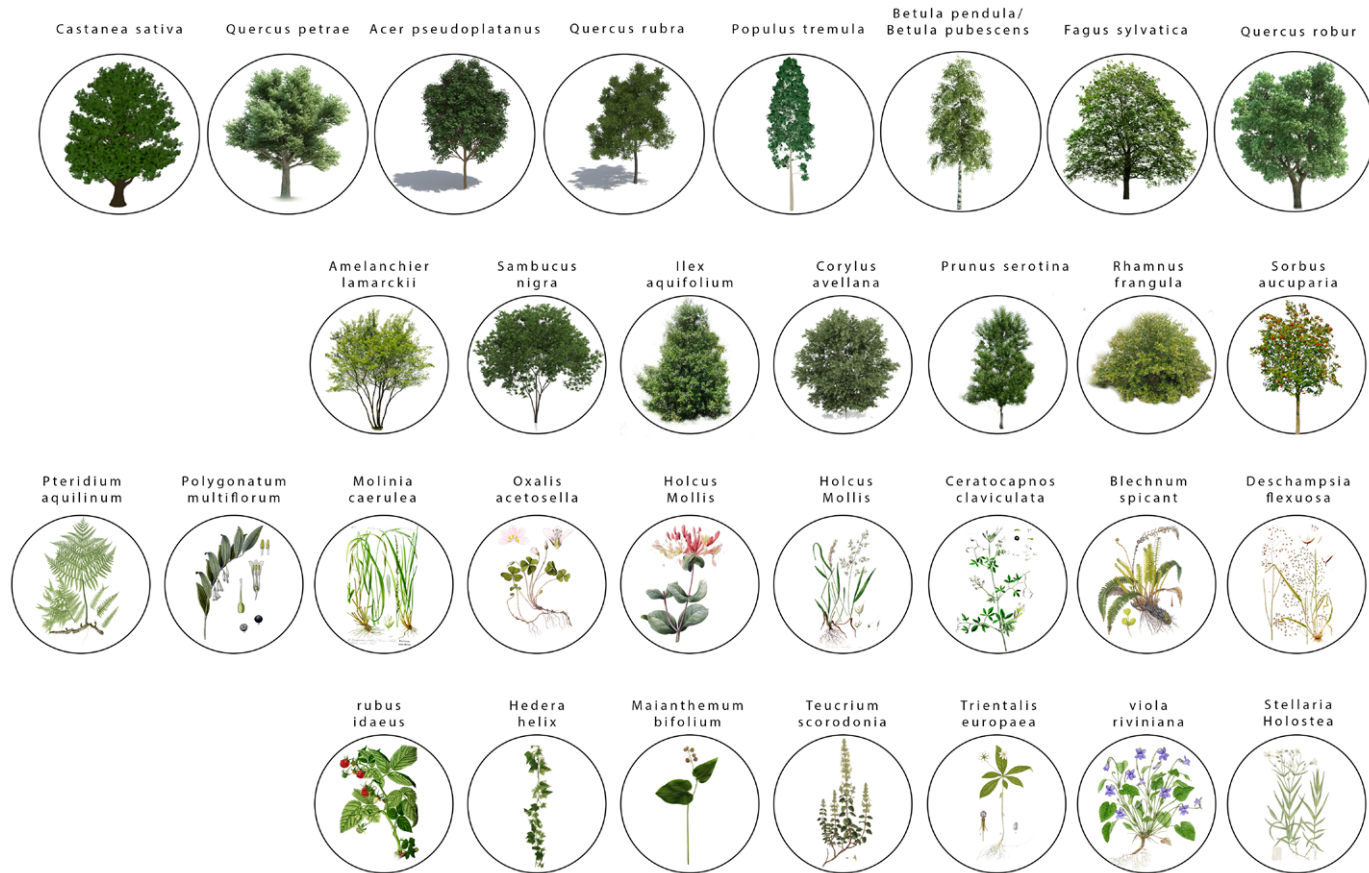 Castanea sativa
Quercus petrae
Acer pseudoplatanus
Quercus rubra
Populus tremula
Betula pendula/
Betula pubescens
Fagus sylvatica
Quercus robur
Amelanchier
lamarckii
Sambucus
nigra
Ilex
aquifolium
Corylus
avellana
Prunus serotina
Rhamnus
frangula
Sorbus
aucuparia
Pteridium
aquilinum
Polygonatum
multiflorum
Molinia
caerulea
Oxalis
acetosella
Holcus
Mollis
Holcus
Mollis
Ceratocapnos
claviculata
Blechnum
spicant
Deschampsia
flexuosa
rubus
idaeus
Hedera
helix
Maianthemum
bifolium
Teucrium
scorodonia
Trientalis
europaea
viola
riviniana
Stellaria
Holostea